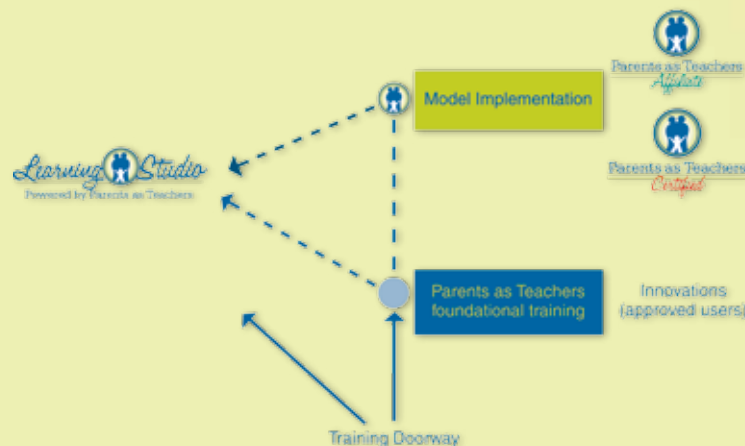 Parents as Teachers
Affiliate
Model Implementation
Parents as Teachers
Certified
Learning Studio
Powered by Parents as Teachers
Parents as Teachers
foundational training
Innovations
(approved users)
Training Doorway